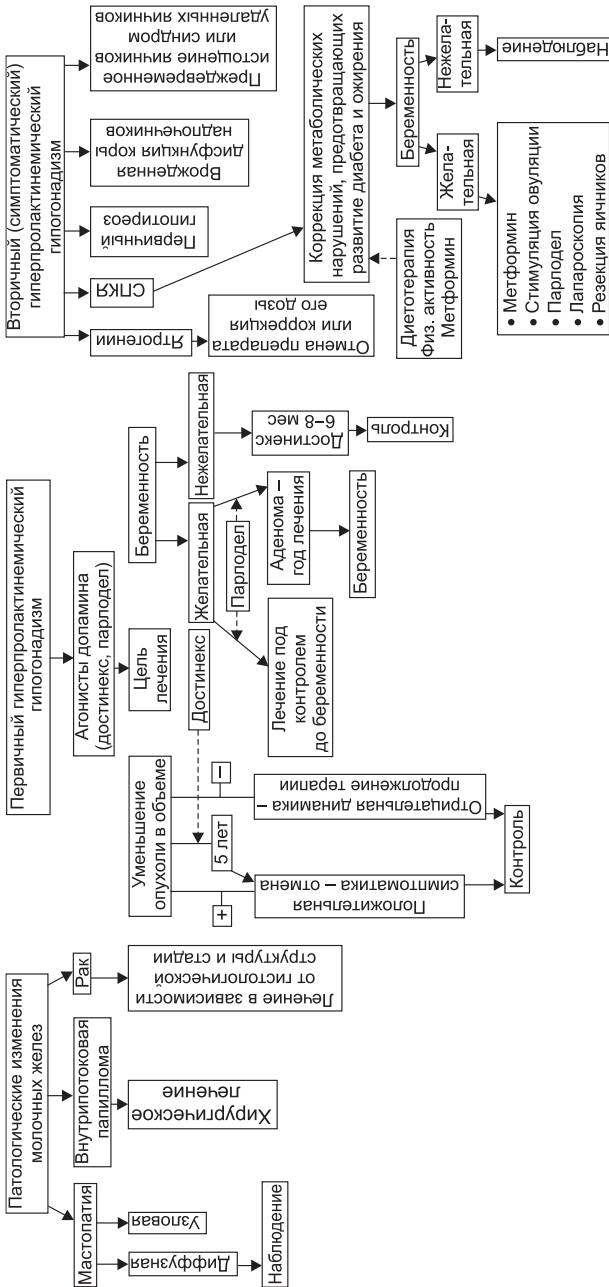 Патологические изменения
молочных желез
Мастопатия
Диффузная
Узловая
Наблюдение
Внутрипотоковая
папиллома
Хирургическое
лечение
Рак
Лечение в зависимости
от гистологической
структуры и стадии
Первичный гиперпролактинемический
гипогонадизм
Агонисты допамина
(достинекс, парлодел)
Цель
лечения
Уменьшение
опухоли в объеме
+
5 лет
–
Достинекс
Положительная
симптоматика – отмена
Отрицательная динамика –
продолжение терапии
Контроль
Беременность
Желательная
Нежелательная
Парлодел
Лечение под
контролем
до беременности
Аденома –
год лечения
Беременность
Достинекс
6–8 мес
Контроль
Вторичный (симптоматический)
гиперпролактинемический
гипогонадизм
Ятрогении
Отмена препарата
или коррекция
его дозы
СПКЯ
Первичный
гипотиреоз
Врожденная
дисфункция коры
надпочечников
Преждевременное
истощение яичников
или синдром
удаленных яичников
Коррекция метаболических
нарушений, предотвращающих
развитие диабета и ожирения
Диетотерапия
Физ. активность
Метформин
Беременность
Жела-
тельная
Нежела-
тельная
• Метформин
• Стимуляция овуляции
• Парлодел
• Лапароскопия
• Резекция яичников
Наблюдение